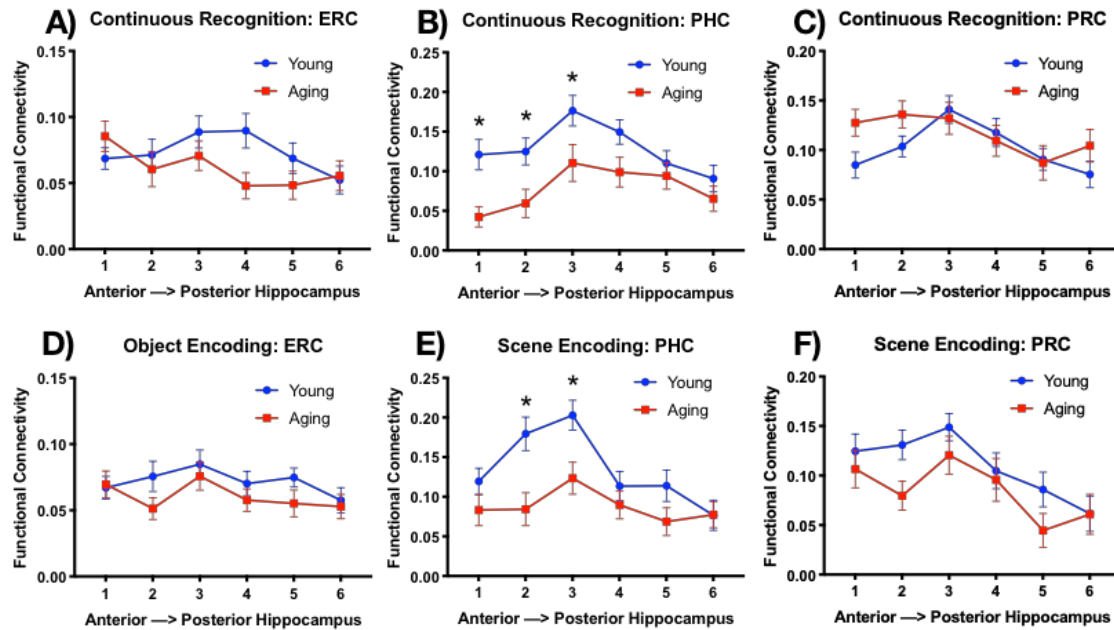 A) Continuous Recognition: ERC
Functional Connectivity
0.15
0.10
0.05
0.00
Young
Aging
1 2 3 4 5 6
Anterior —> Posterior Hippocampus
B) Continuous Recognition: PHC
Functional Connectivity
0.25
0.20
0.15
0.10
0.05
0.00
* * *
Young
Aging
1 2 3 4 5 6
Anterior —> Posterior Hippocampus
C) Continuous Recognition: PRC
Functional Connectivity
0.20
0.15
0.10
0.05
0.00
Young
Aging
1 2 3 4 5 6
Anterior —> Posterior Hippocampus
D) Object Encoding: ERC
Functional Connectivity
0.15
0.10
0.05
0.00
Young
Aging
1 2 3 4 5 6
Anterior —> Posterior Hippocampus
E) Scene Encoding: PHC
Functional Connectivity
0.25
0.20
0.15
0.10
0.05
0.00
* *
Young
Aging
1 2 3 4 5 6
Anterior —> Posterior Hippocampus
F) Scene Encoding: PRC
Functional Connectivity
0.20
0.15
0.10
0.05
0.00
Young
Aging
1 2 3 4 5 6
Anterior —> Posterior Hippocampus